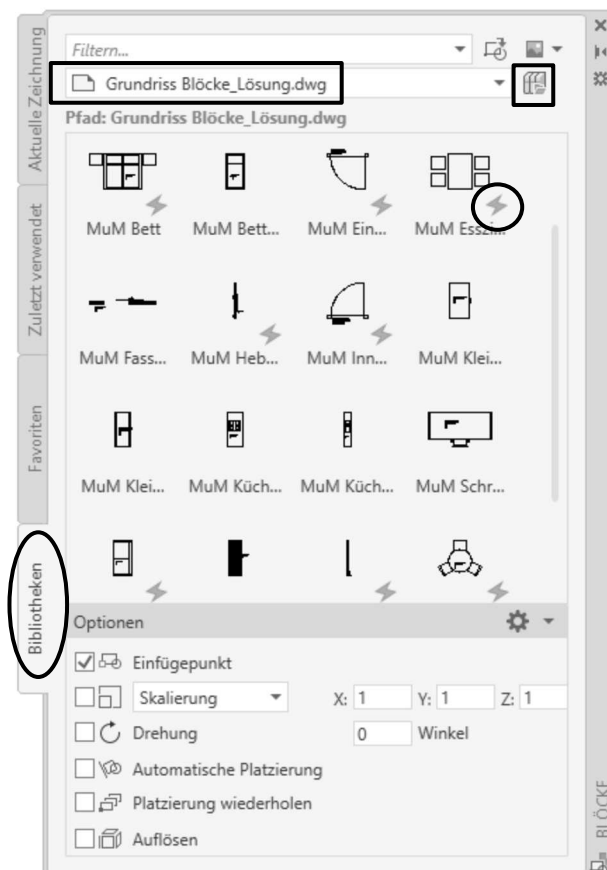 Filtern...
Grundriss Blöcke_Lösung.dwg
Pfad: Grundriss Blöcke_Lösung.dwg
MuM Bett MuM Bett... MuM Ein... MuM Esszi...
MuM Fass... MuM Heb... MuM Inn... MuM Klei...
MuM Klei... MuM Küch... MuM Küch... MuM Schr...
Optionen
Einfügepunkt
Skalierung X: 1 Y: 1 Z: 1
Drehung 0 Winkel
Automatische Platzierung
Platzierung wiederholen
Auflösen
Aktuelle Zeichnung
Zuletzt verwendet
Favoriten
Bibliotheken
BLÖCKE